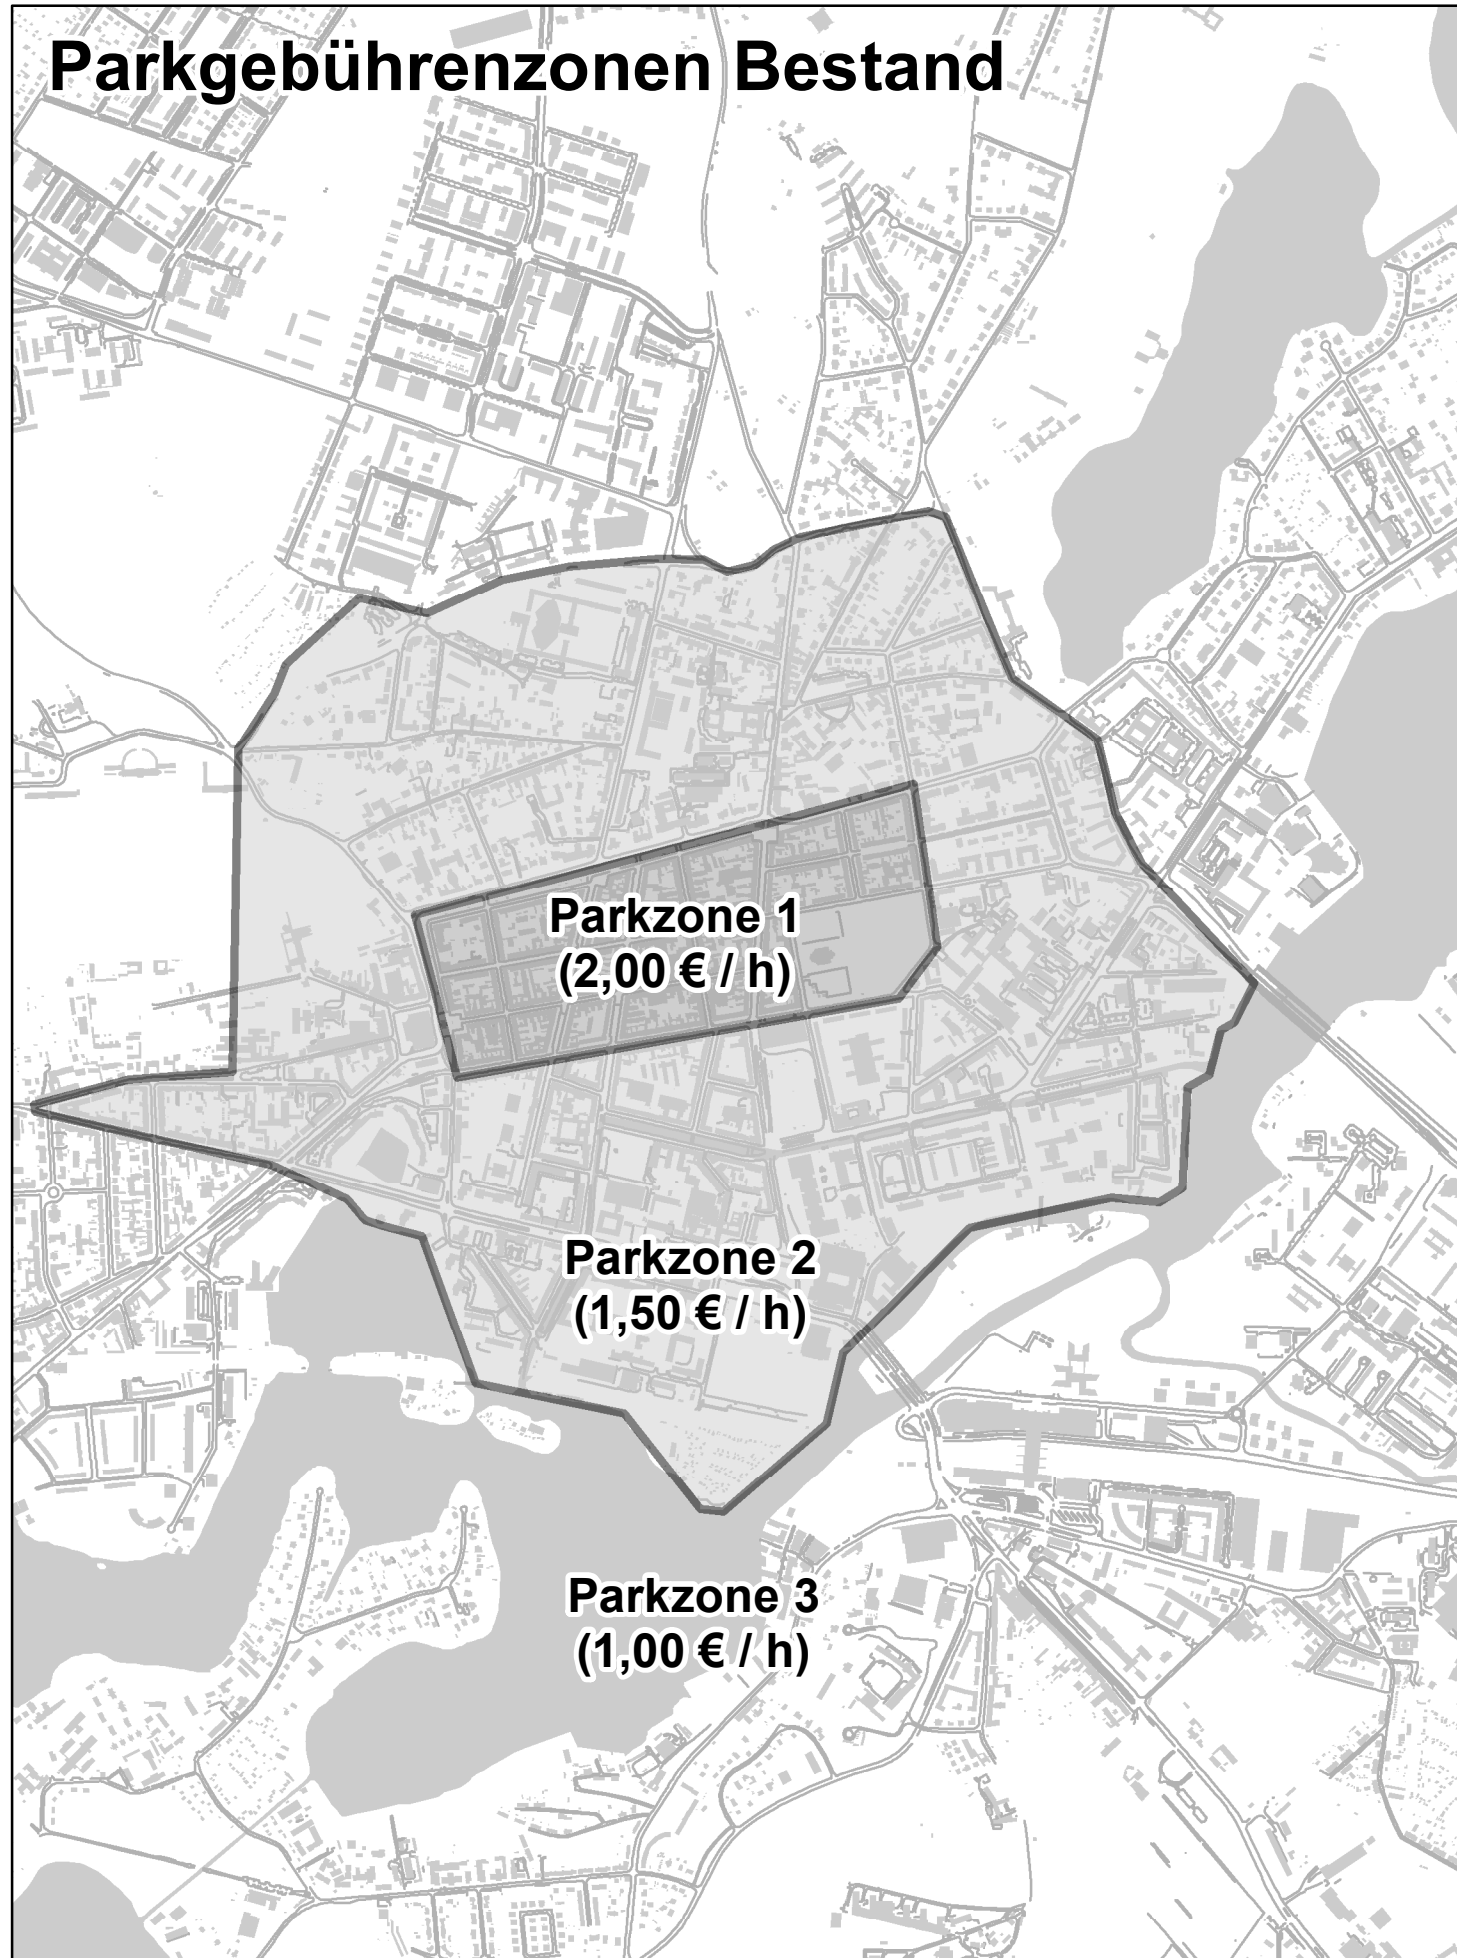 Parkgebührenzonen Bestand
Parkzone 1
(2,00 € / h)
Parkzone 2
(1,50 € / h)
Parkzone 3
(1,00 € / h)